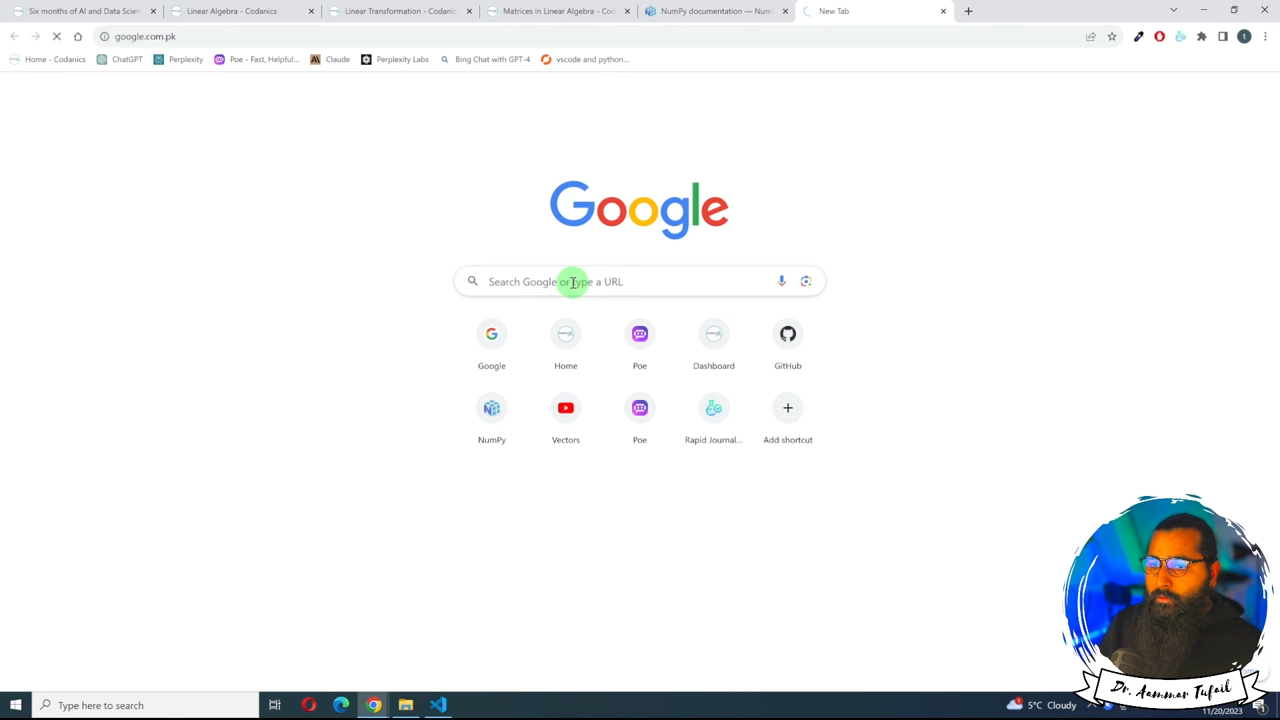 Six months of AI and Data Scien
Linear Algebra - Codanics
Linear Transformation - Codanic
Matrices in Linear Algebra - Cod
NumPy documentation — Num
New Tab
google.com.pk
t
Home - Codanics
ChatGPT
Perplexity
Poe - Fast, Helpful...
Claude
Perplexity Labs
Bing Chat with GPT-4
vscode and python...
Google
Search Google or type a URL
Google
Home
Poe
Dashboard
GitHub
NumPy
Vectors
Poe
Rapid Journal...
Add shortcut
Dr. Aammar Tufail
Type here to search
5°C Cloudy
11/20/2023